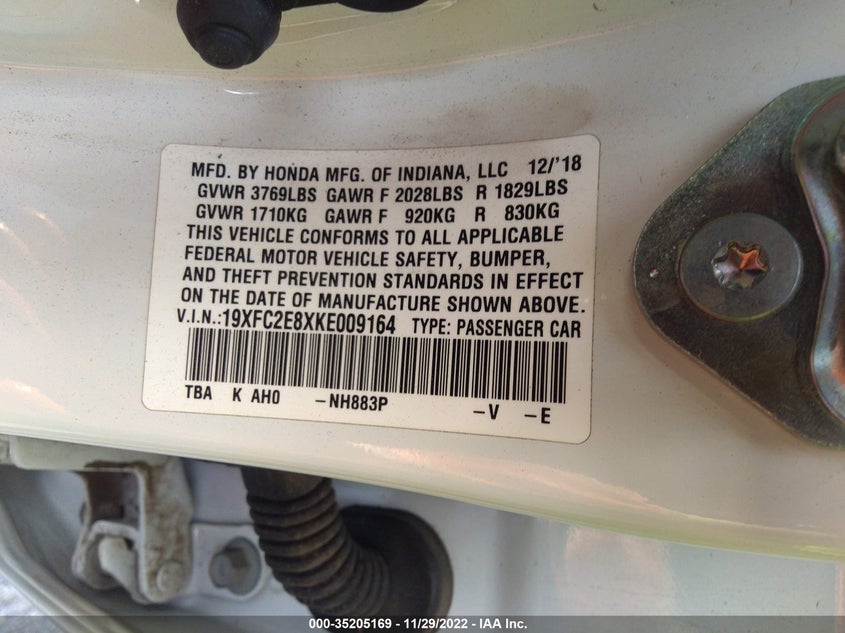 MFD. BY HONDA MFG. OF INDIANA, LLC 12/'18
GVWR 3769LBS GAWR F 2028LBS R 1829LBS
GVWR 1710KG GAWR F 920KG R 830KG
THIS VEHICLE CONFORMS TO ALL APPLICABLE
FEDERAL MOTOR VEHICLE SAFETY, BUMPER,
AND THEFT PREVENTION STANDARDS IN EFFECT
ON THE DATE OF MANUFACTURE SHOWN ABOVE.
V.I.N.:19XFC2E8XKE009164 TYPE: PASSENGER CAR
TBA K AH0 -NH883P -V -E
000-35205169 - 11/29/2022 - IAA Inc.